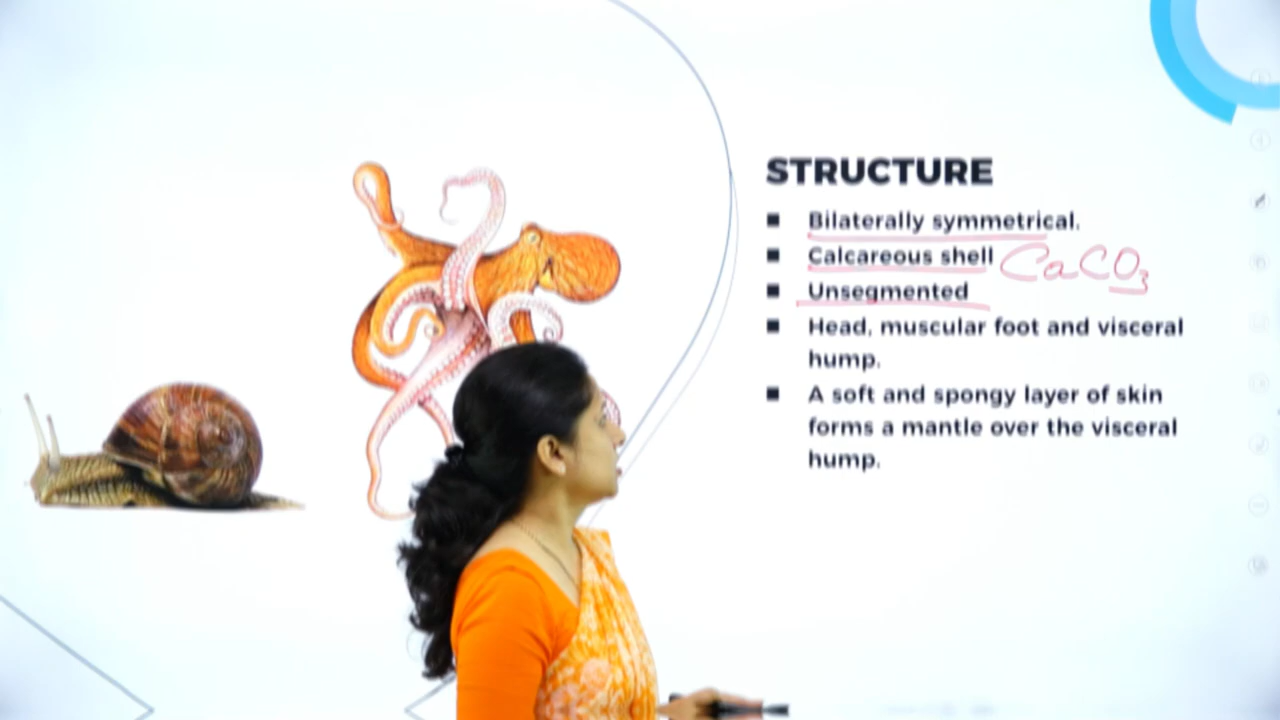 STRUCTURE
▪ Bilaterally symmetrical.
▪ Calcareous shell CaCO₃
▪ Unsegmented
▪ Head, muscular foot and visceral
hump.
▪ A soft and spongy layer of skin
forms a mantle over the visceral
hump.